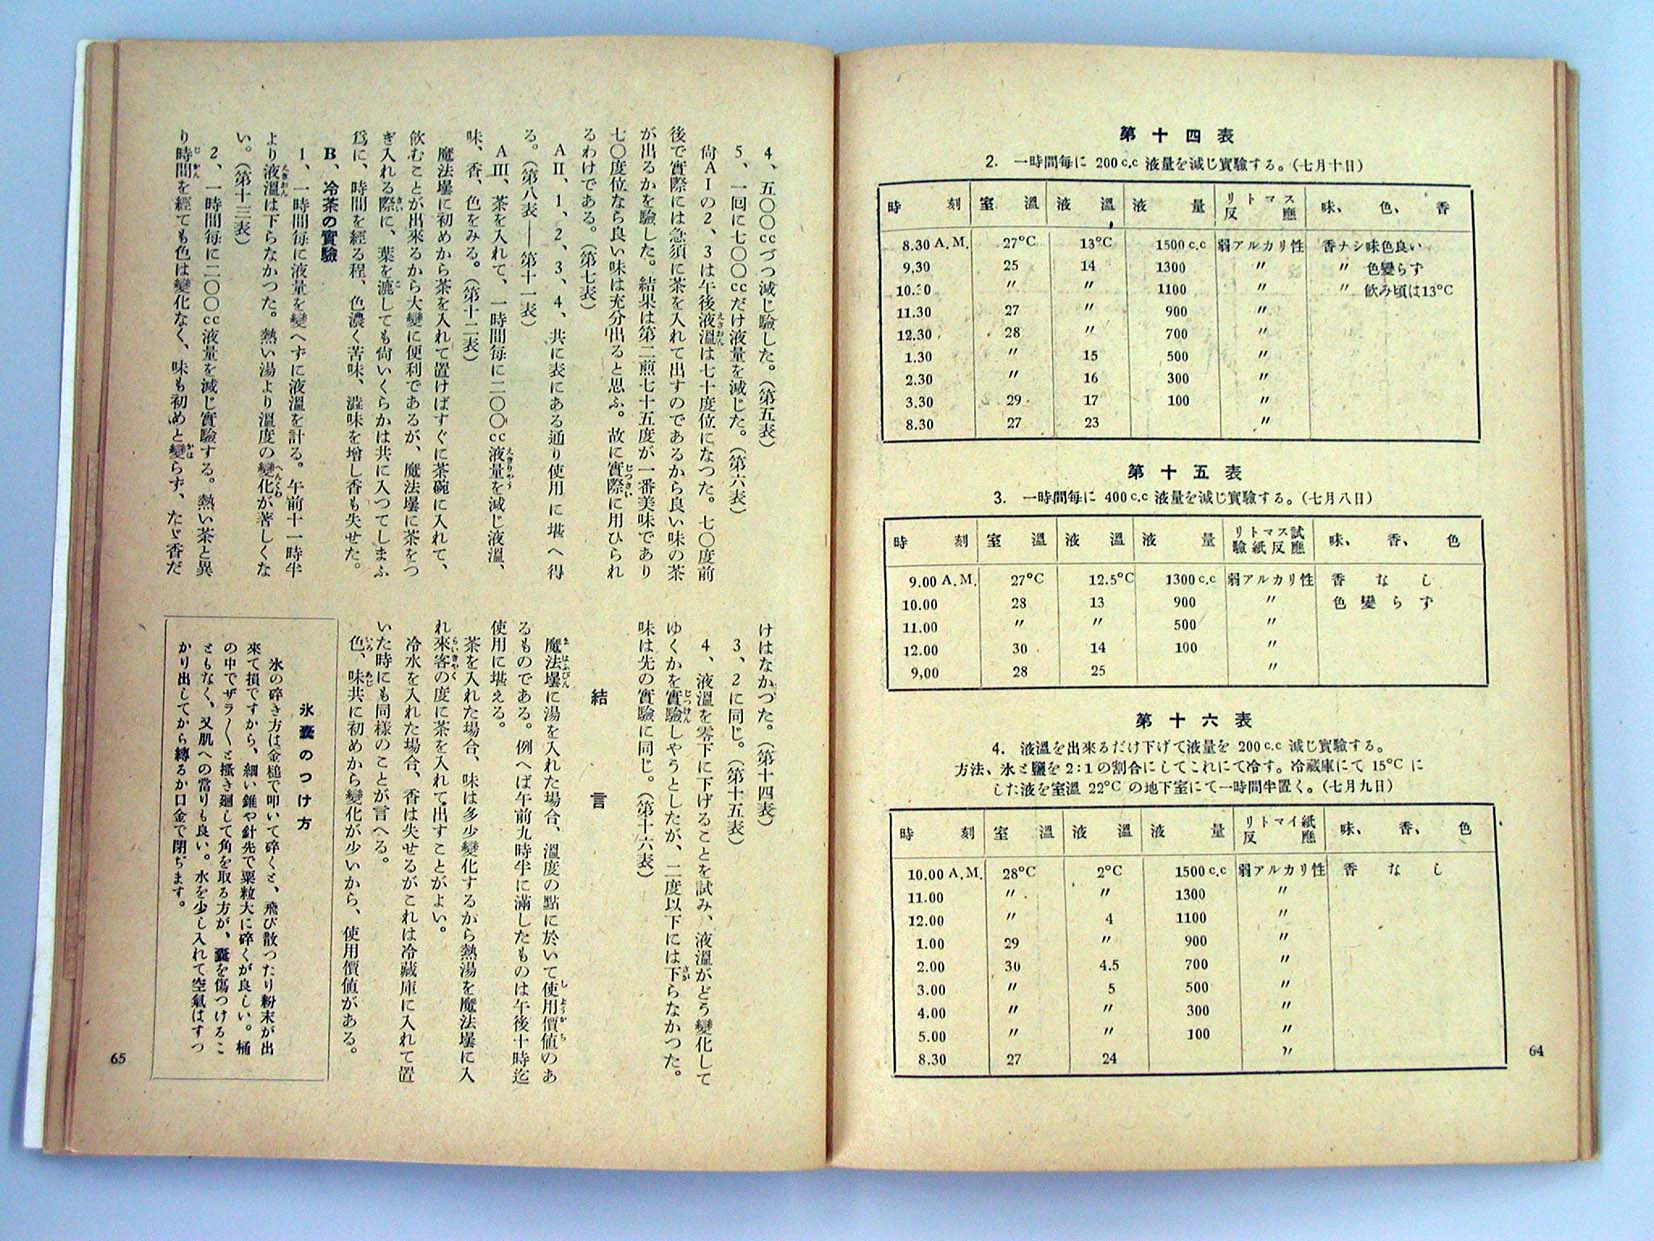 第十四表
2. 一時間每に 200c.c 液量を減じ實驗する。(七月十日)
時刻 室溫 液溫 液量 リトマス反應 味、色、香
8.30 A.M. 27°C 13°C 1500c.c 弱アルカリ性 香ナシ味色良い
9.30 25 14 1300 〃 〃 色變らず
10.30 〃 〃 1100 〃 〃 飲み頃は13°C
11.30 27 〃 900 〃
12.30 28 〃 700 〃
1.30 〃 15 500 〃
2.30 〃 16 300 〃
3.30 29 17 100 〃
8.30 27 23 〃
第十五表
3. 一時間每に 400c.c 液量を減じ實驗する。(七月八日)
時刻 室溫 液溫 液量 リトマス試驗紙反應 味、香、色
9.00 A.M. 27°C 12.5°C 1300c.c 弱アルカリ性 香なし
10.00 28 13 900 〃 色變らず
11.00 〃 〃 500 〃
12.00 30 14 100 〃
9,00 28 25 〃
第十六表
4. 液溫を出來るだけ下げて液量を 200c.c 減じ實驗する。
方法、氷と鹽を 2:1の割合にしてこれにて冷す。冷藏庫にて 15°C に
した液を室溫 22°C の地下室にて一時間半置く。(七月九日)
時刻 室溫 液溫 液量 リトマイ紙反應 味、香、色
10.00 A.M. 28°C 2°C 1500c.c 弱アルカリ性 香なし
11.00 〃 〃 1300 〃
12.00 〃 4 1100 〃
1.00 29 〃 900 〃
2.00 30 4.5 700 〃
3.00 〃 5 500 〃
4.00 〃 〃 300 〃
5.00 〃 〃 100 〃
8.30 27 24 〃
64
4、五〇〇ccづつ減じ驗した。(第五表)
5、一回に七〇〇ccだけ液量を減じた。(第六表)
尙AⅠの2、3は午後液溫は七十度位になつた。七〇度前
後で實際には急須に茶を入れて出すのであるから良い味の茶
が出るかを驗した。結果は第二煎七十五度が一番美味であり
七〇度位なら良い味は充分出ると思ふ。故に實際に用ひられ
るわけである。(第七表)
AⅡ、1、2、3、4、共に表にある通り使用に堪へ得
る。(第八表——第十一表)
AⅢ、茶を入れて、一時間每に二〇〇cc液量を減じ液溫、
味、香、色をみる。(第十二表)
魔法壜に初めから茶を入れて置けばすぐに茶碗に入れて、
飲むことが出來るから大變に便利であるが、魔法壜に茶をつ
ぎ入れる際に、葉を漉しても尙いくらかは共に入つてしまふ
爲に、時間を經る程、色濃く苦味、澁味を增し香も失せた。
B、冷茶の實驗
1、一時間每に液量を變へずに液溫を計る。午前十一時半
より液溫は下らなかつた。熱い湯より溫度の變化が著しくな
い。(第十三表)
2、一時間每に二〇〇cc液量を減じ實驗する。熱い茶と異
り時間を經ても色は變化なく、味も初めと變らず、たゞ香だ
けはなかつた。(第十四表)
3、2に同じ。(第十五表)
4、液溫を零下に下げることを試み、液溫がどう變化して
ゆくかを實驗しやうとしたが、二度以下には下らなかつた。
味は先の實驗に同じ。(第十六表)
結言
魔法壜に湯を入れた場合、溫度の點に於いて使用價値のあ
るものである。例へば午前九時半に滿したものは午後十時迄
使用に堪える。
茶を入れた場合、味は多少變化するから熱湯を魔法壜に入
れ來客の度に茶を入れて出すことがよい。
冷水を入れた場合、香は失せるがこれは冷藏庫に入れて置
いた時にも同樣のことが言へる。
色、味共に初めから變化が少いから、使用價値がある。
氷嚢のつけ方
氷の碎き方は金槌で叩いて碎くと、飛び散つたり粉末が出
來て損ですから、細い錐や針先で粟粒大に碎くが良しい。桶
の中でザラ〱と搔き廻して角を取る方が、嚢を傷つけるこ
ともなく、又肌への當りも良い。水を少し入れて空氣はすつ
かり出してから縛るか口金で閉ぢます。
65